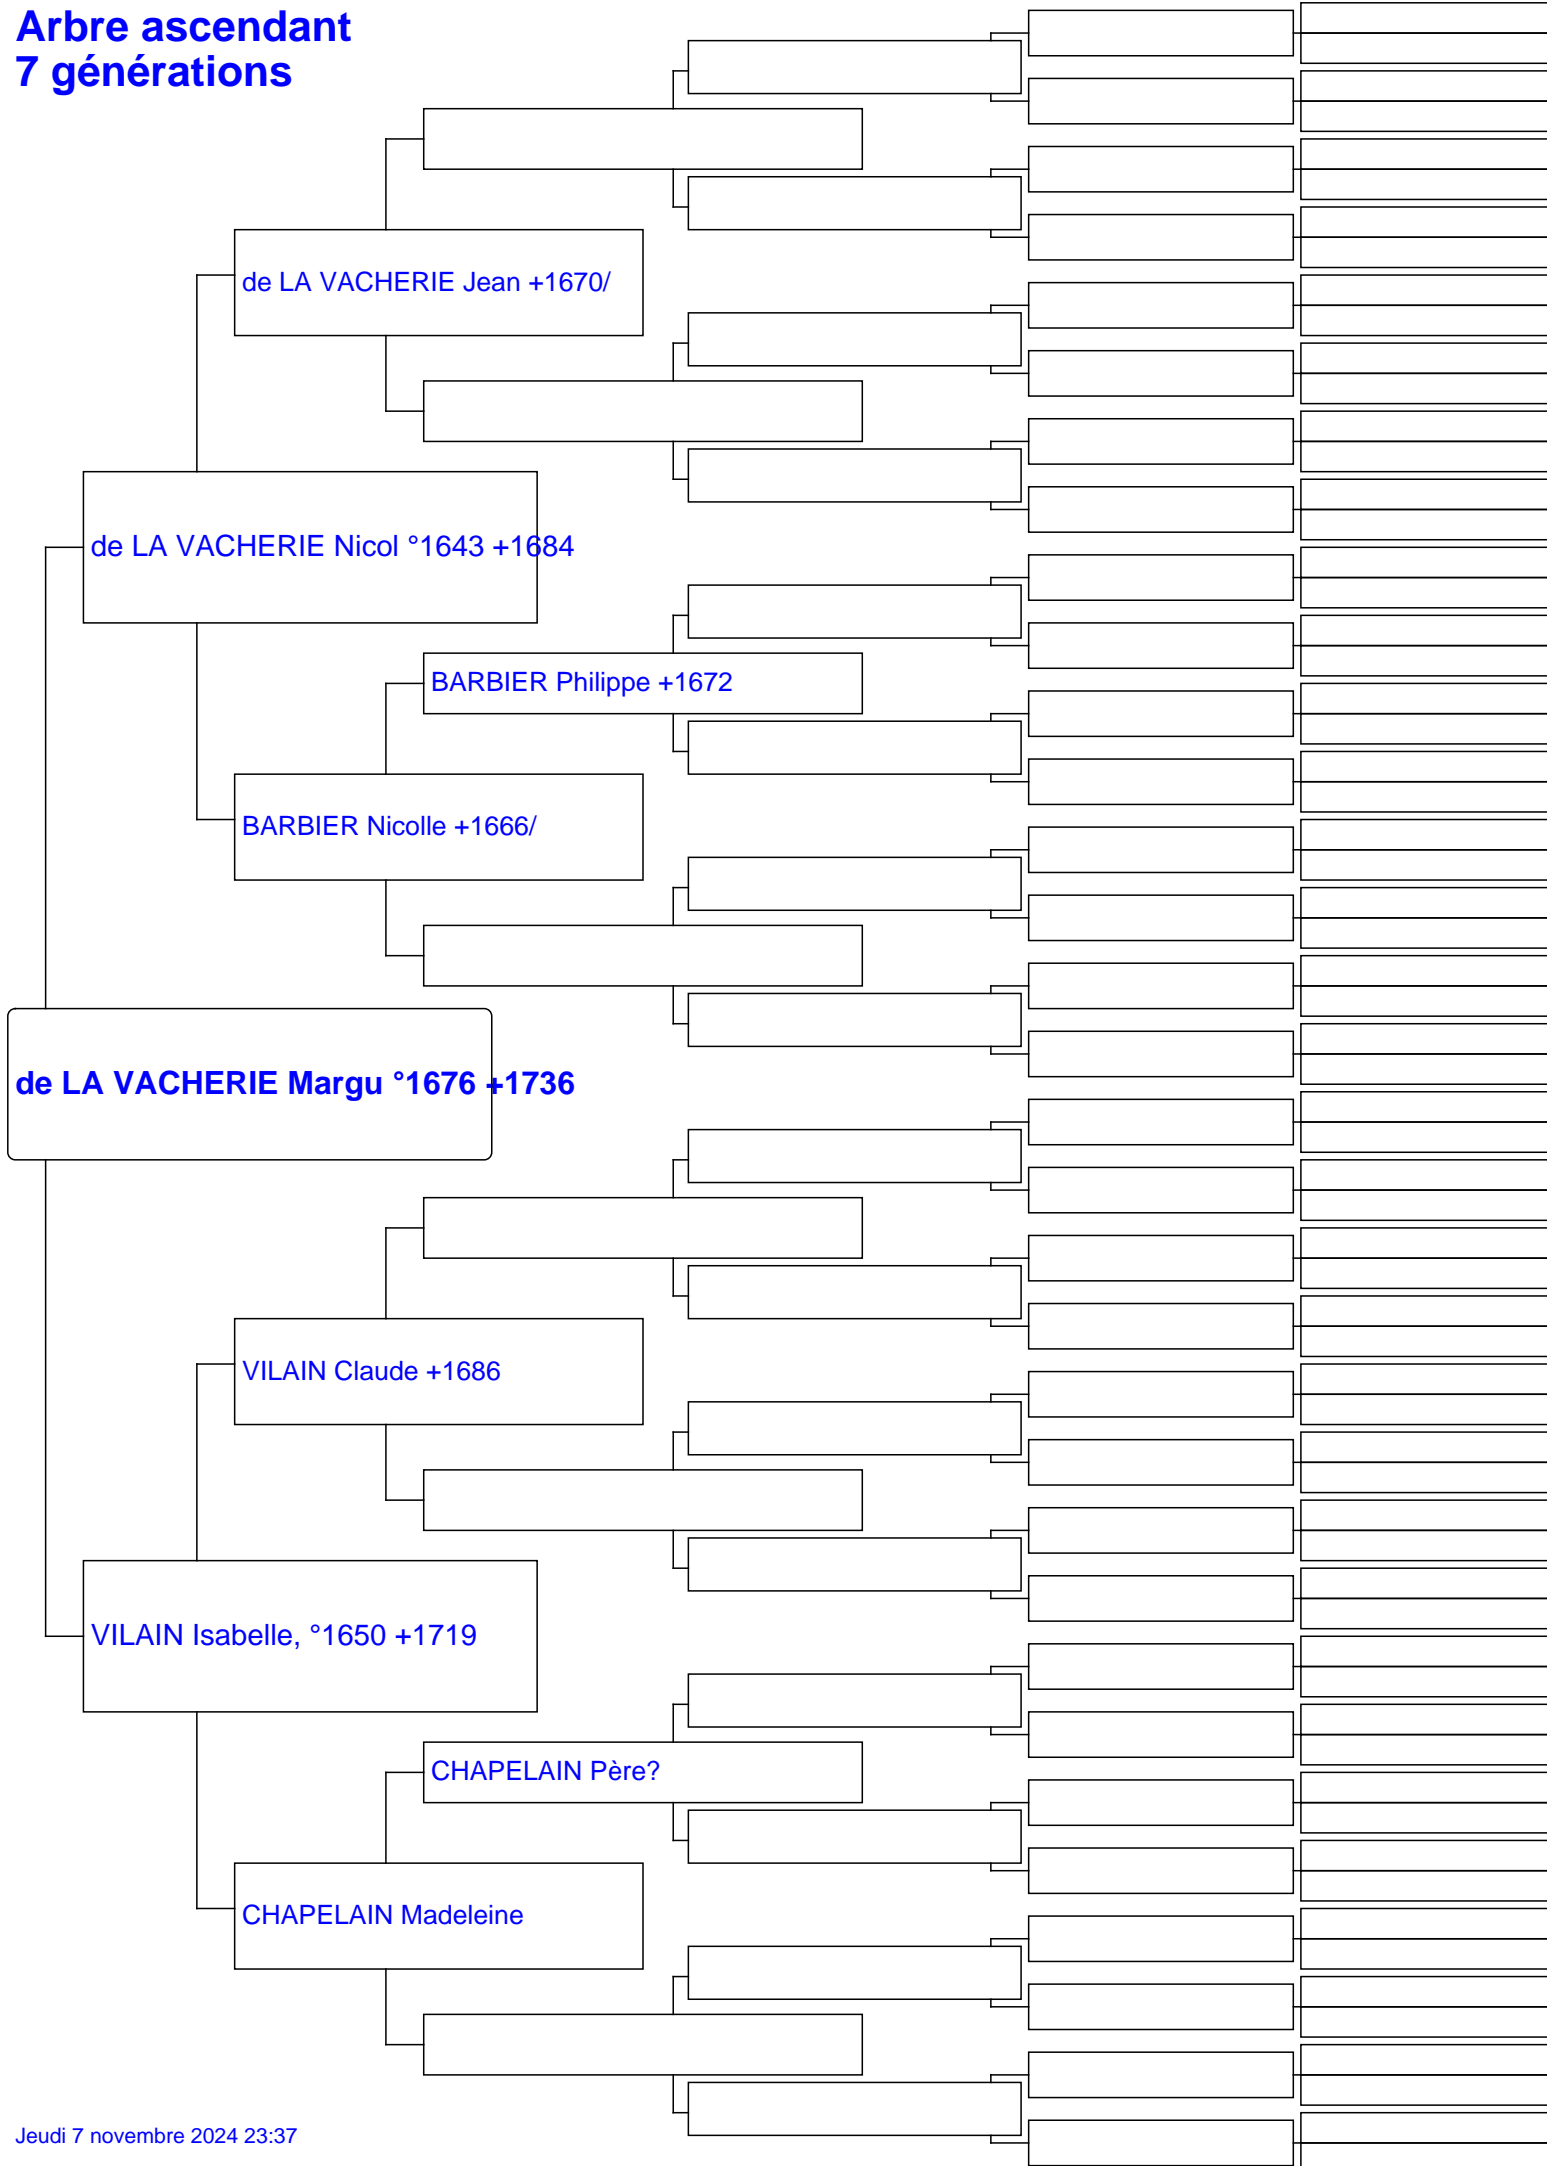 Arbre ascendant
7 générations
de LA VACHERIE Jean +1670/
de LA VACHERIE Nicol °1643 +1684
BARBIER Philippe +1672
BARBIER Nicolle +1666/
de LA VACHERIE Margu °1676 +1736
VILAIN Claude +1686
VILAIN Isabelle, °1650 +1719
CHAPELAIN Père?
CHAPELAIN Madeleine
Jeudi 7 novembre 2024 23:37